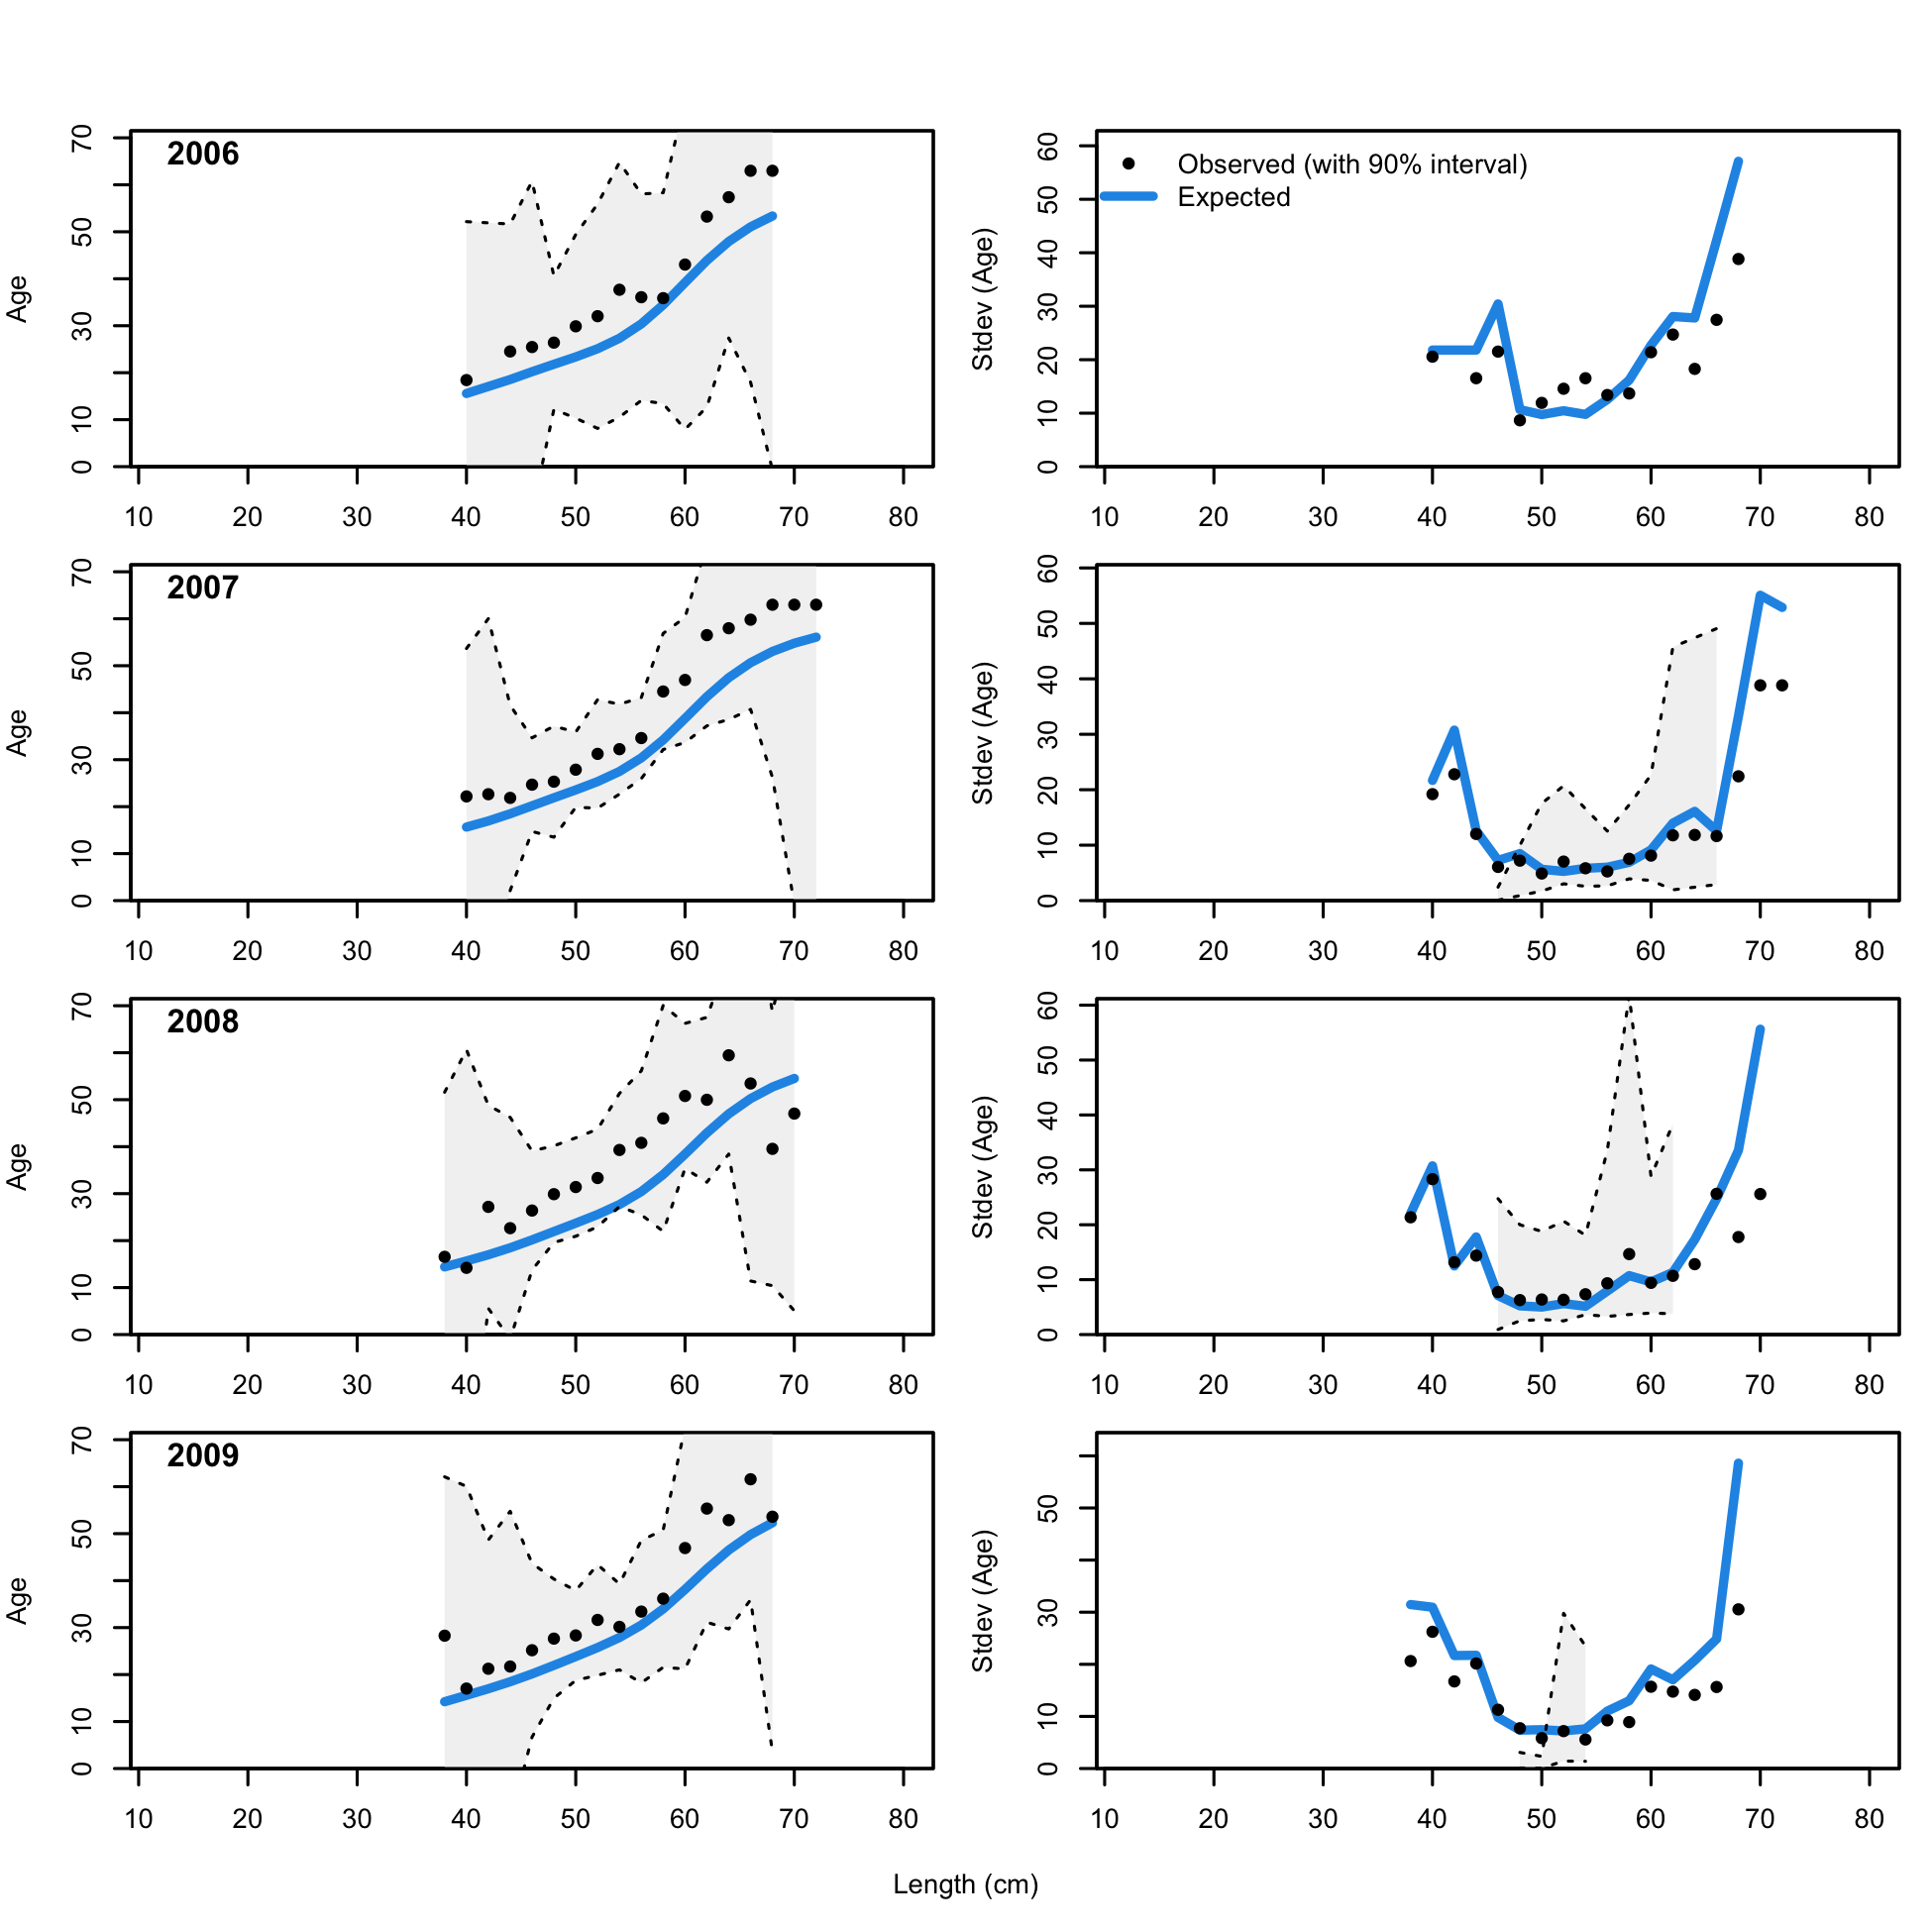 2006
Age
0 10 30 50 70
10 20 30 40 50 60 70 80
Observed (with 90% interval)
Expected
Stdev (Age)
0 10 20 30 40 50 60
10 20 30 40 50 60 70 80
2007
Age
0 10 30 50 70
10 20 30 40 50 60 70 80
Stdev (Age)
0 10 20 30 40 50 60
10 20 30 40 50 60 70 80
2008
Age
0 10 30 50 70
10 20 30 40 50 60 70 80
Stdev (Age)
0 10 20 30 40 50 60
10 20 30 40 50 60 70 80
2009
Age
0 10 30 50 70
10 20 30 40 50 60 70 80
Stdev (Age)
0 10 30 50
10 20 30 40 50 60 70 80
Length (cm)